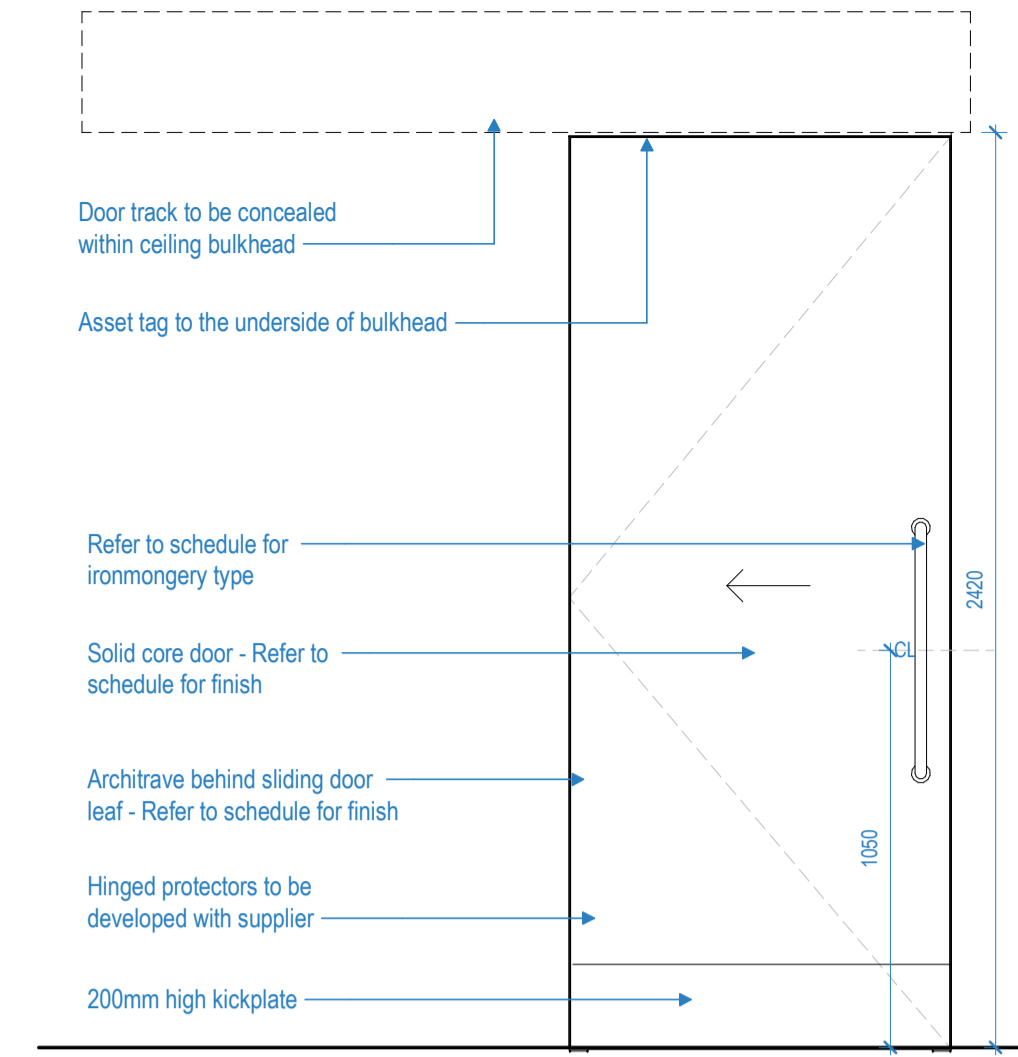 Door track to be concealed
within ceiling bulkhead
Asset tag to the underside of bulkhead
Refer to schedule for
ironmongery type
2420
Solid core door - Refer to
schedule for finish
CL
Architrave behind sliding door
leaf - Refer to schedule for finish
1050
Hinged protectors to be
developed with supplier
200mm high kickplate